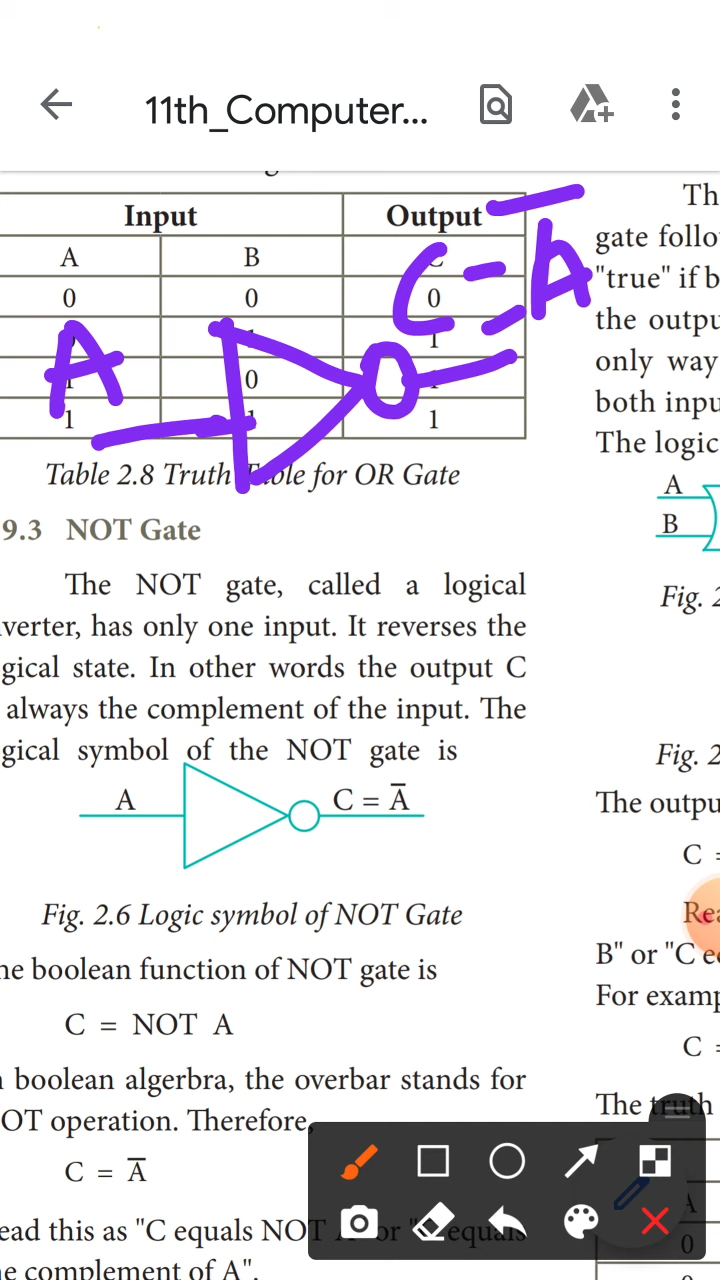 11th_Computer...
Input Output
A B C
0 0 0
1
0
1 1
C = A̅
A
Table 2.8 Truth Table for OR Gate
9.3 NOT Gate
The NOT gate, called a logical
verter, has only one input. It reverses the
gical state. In other words the output C
always the complement of the input. The
gical symbol of the NOT gate is
A C = A̅
Fig. 2.6 Logic symbol of NOT Gate
he boolean function of NOT gate is
C = NOT A
boolean algerbra, the overbar stands for
OT operation. Therefore,
C = A̅
ead this as "C equals NOT A" or "C equals
e complement of A".
Th
gate follo
"true" if b
the outpu
only way
both inpu
The logic
A
B
Fig. 2
Fig. 2
The outpu
C =
Rea
B" or "C e
For examp
C =
The truth
A
0